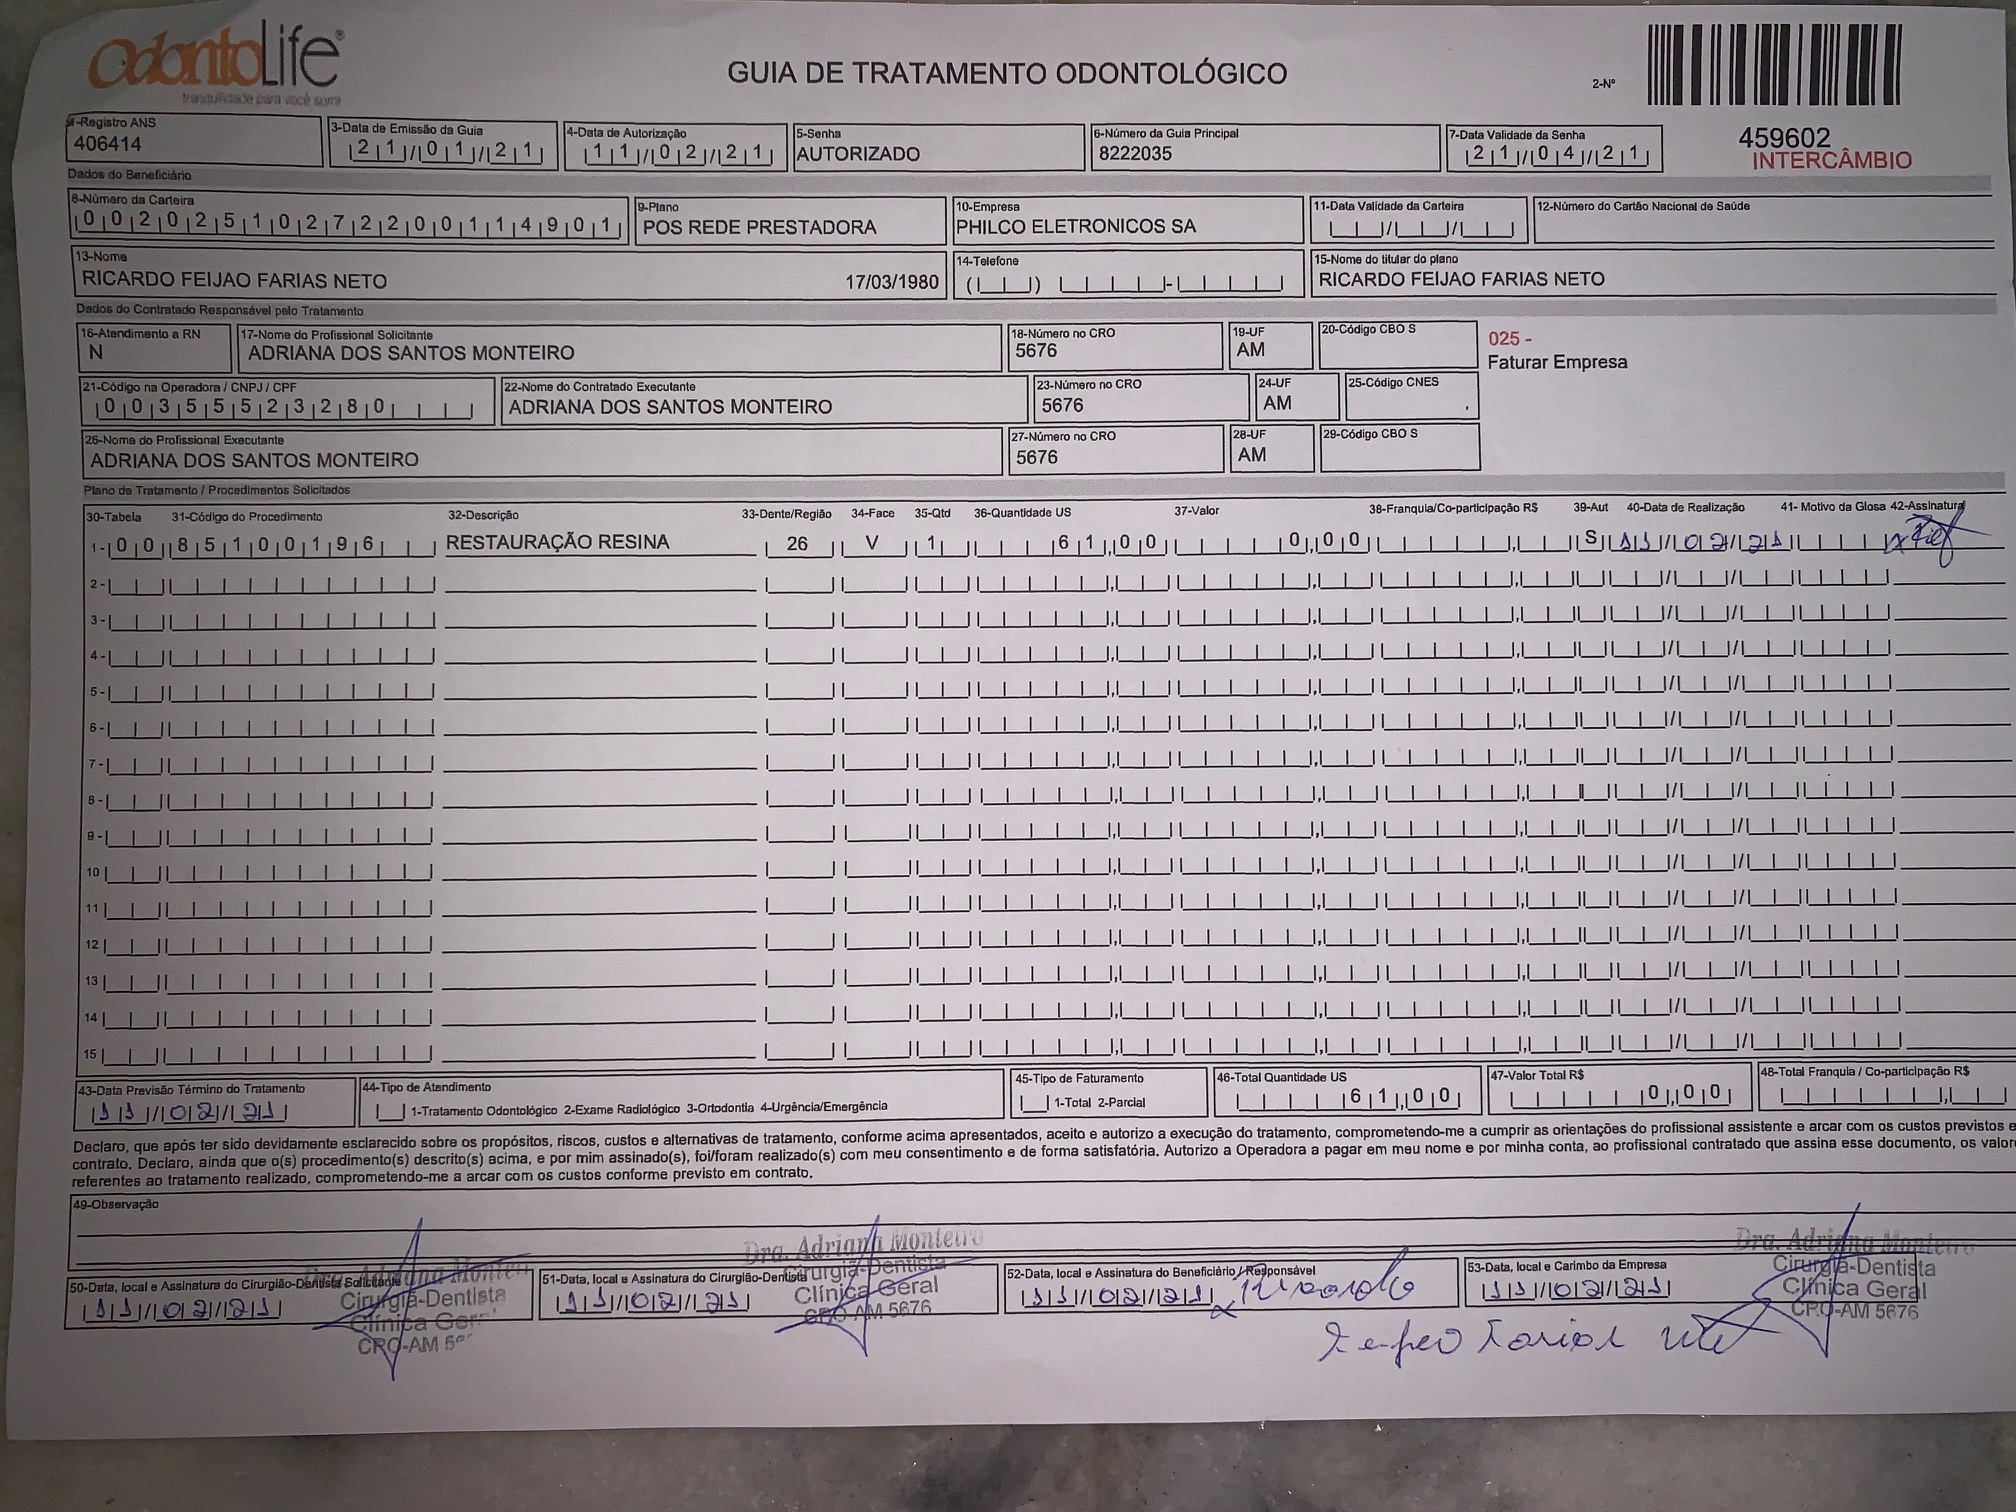 OdontoLife®
tranquilidade para você sorrir
GUIA DE TRATAMENTO ODONTOLÓGICO
2-Nº
459602
INTERCÂMBIO
1-Registro ANS
406414
3-Data de Emissão da Guia
21/01/21
4-Data de Autorização
11/02/21
5-Senha
AUTORIZADO
6-Número da Guia Principal
8222035
7-Data Validade da Senha
21/04/21
Dados do Beneficiário
8-Número da Carteira
00202510272200114901
9-Plano
POS REDE PRESTADORA
10-Empresa
PHILCO ELETRONICOS SA
11-Data Validade da Carteira
12-Número do Cartão Nacional de Saúde
13-Nome
RICARDO FEIJAO FARIAS NETO 17/03/1980
14-Telefone
15-Nome do titular do plano
RICARDO FEIJAO FARIAS NETO
Dados do Contratado Responsável pelo Tratamento
16-Atendimento a RN
N
17-Nome do Profissional Solicitante
ADRIANA DOS SANTOS MONTEIRO
18-Número no CRO
5676
19-UF
AM
20-Código CBO S
025 -
Faturar Empresa
21-Código na Operadora / CNPJ / CPF
00355523280
22-Nome do Contratado Executante
ADRIANA DOS SANTOS MONTEIRO
23-Número no CRO
5676
24-UF
AM
25-Código CNES
26-Nome do Profissional Executante
ADRIANA DOS SANTOS MONTEIRO
27-Número no CRO
5676
28-UF
AM
29-Código CBO S
Plano de Tratamento / Procedimentos Solicitados
30-Tabela 31-Código do Procedimento 32-Descrição 33-Dente/Região 34-Face 35-Qtd 36-Quantidade US 37-Valor 38-Franquia/Co-participação R$ 39-Aut 40-Data de Realização 41- Motivo da Glosa 42-Assinatura
1- 00 85100196 RESTAURAÇÃO RESINA 26 V 1 61,00 0,00 S 11/02/21
2-
3-
4-
5-
6-
7-
8-
9-
10
11
12
13
14
15
43-Data Previsão Término do Tratamento
11/02/21
44-Tipo de Atendimento
1-Tratamento Odontológico 2-Exame Radiológico 3-Ortodontia 4-Urgência/Emergência
45-Tipo de Faturamento
1-Total 2-Parcial
46-Total Quantidade US
61,00
47-Valor Total R$
0,00
48-Total Franquia / Co-participação R$
Declaro, que após ter sido devidamente esclarecido sobre os propósitos, riscos, custos e alternativas de tratamento, conforme acima apresentados, aceito e autorizo a execução do tratamento, comprometendo-me a cumprir as orientações do profissional assistente e arcar com os custos previstos e
contrato. Declaro, ainda que o(s) procedimento(s) descrito(s) acima, e por mim assinado(s), foi/foram realizado(s) com meu consentimento e de forma satisfatória. Autorizo a Operadora a pagar em meu nome e por minha conta, ao profissional contratado que assina esse documento, os valor
referentes ao tratamento realizado, comprometendo-me a arcar com os custos conforme previsto em contrato.
49-Observação
50-Data, local e Assinatura do Cirurgião-Dentista Solicitante
11/02/21
Dra. Adriana Montei
Cirurgiã-Dentista
Clínica Ger
CRO-AM 5
51-Data, local e Assinatura do Cirurgião-Dentista
11/02/21
Dra. Adriana Monteiro
Cirurgiã-Dentista
Clínica Geral
CRO-AM 5676
52-Data, local e Assinatura do Beneficiário / Responsável
11/02/21 x Ricardo
Farias
53-Data, local e Carimbo da Empresa
11/02/21
Dra. Adriana Monteiro
Cirurgiã-Dentista
Clínica Geral
CRO-AM 5676